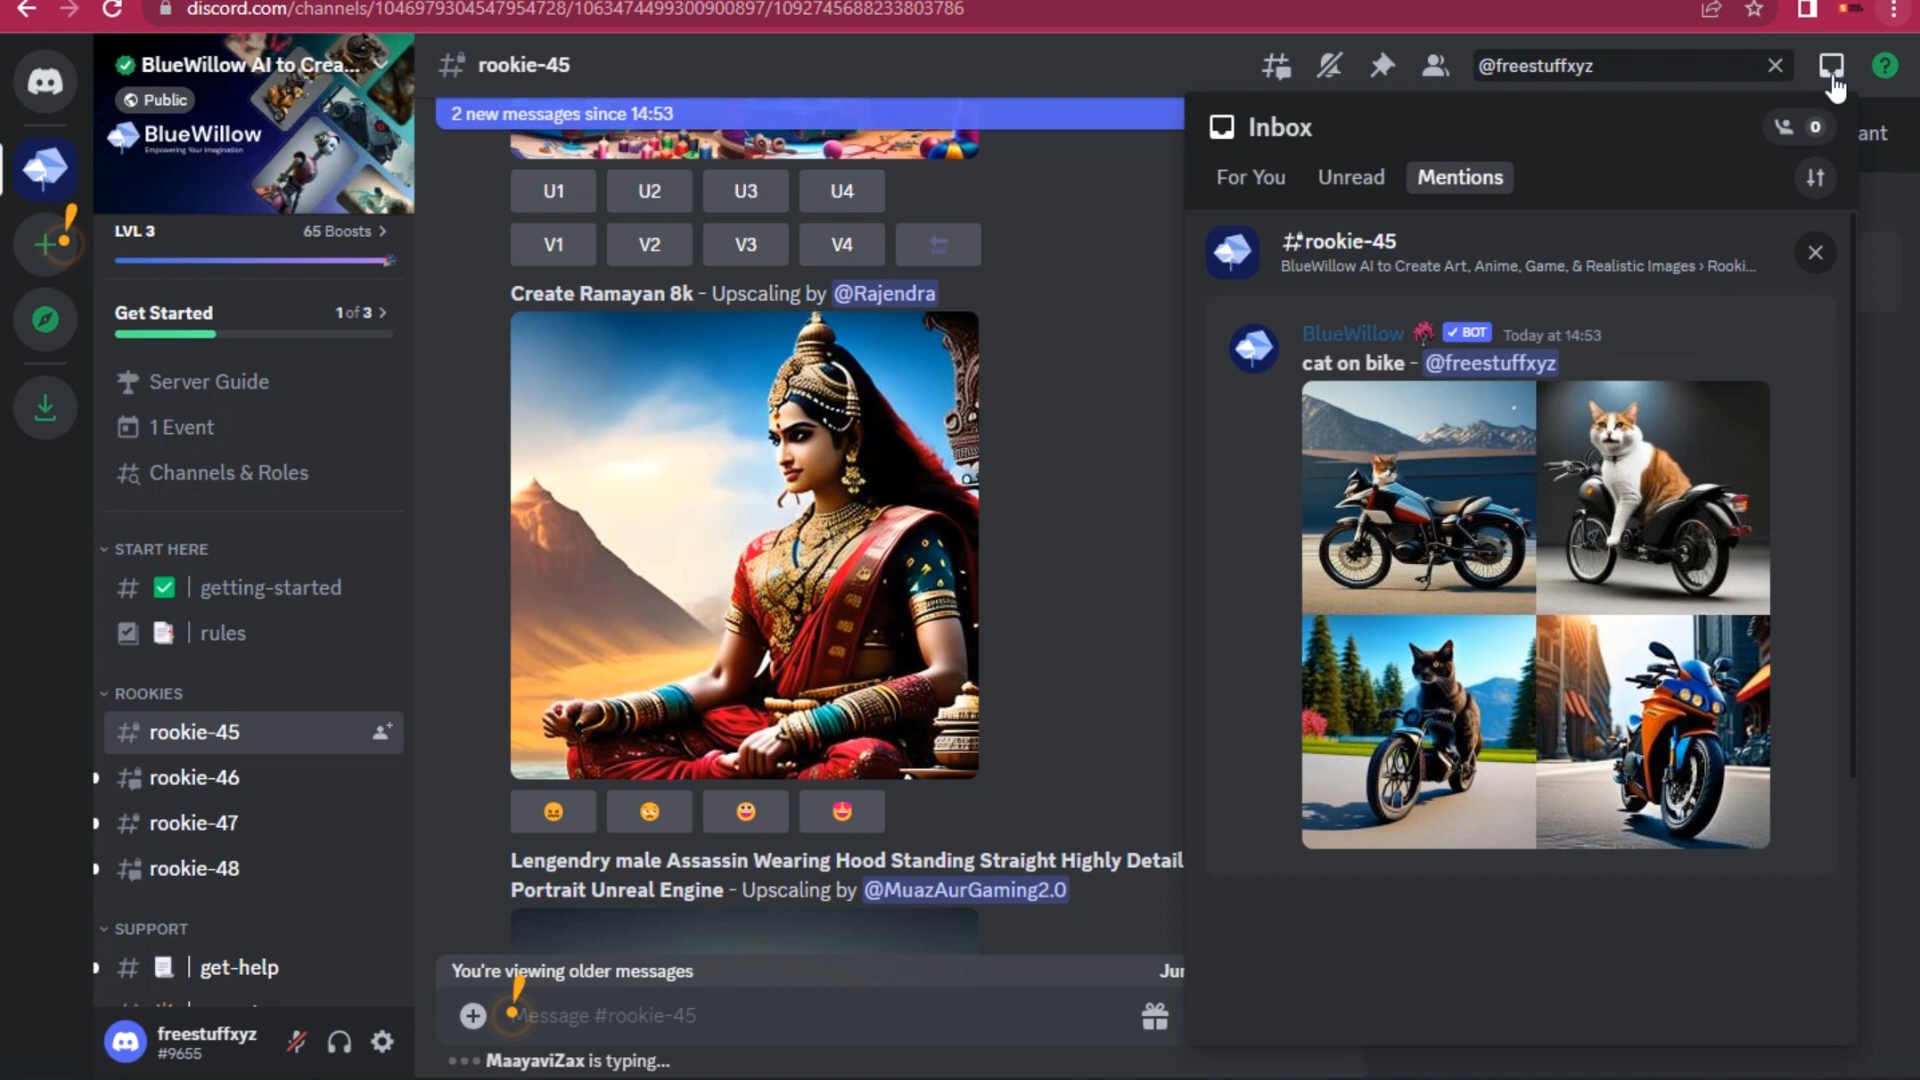 discord.com/channels/1046979304547954728/1063474499300900897/1092745688233803786
BlueWillow AI to Crea...
Public
BlueWillow
Empowering Your Imagination
LVL 3
65 Boosts
Get Started
1 of 3
Server Guide
1 Event
Channels & Roles
START HERE
getting-started
rules
ROOKIES
rookie-45
rookie-46
rookie-47
rookie-48
SUPPORT
get-help
freestuffxyz
#9655
rookie-45
@freestuffxyz
2 new messages since 14:53
U1 U2 U3 U4
V1 V2 V3 V4
Create Ramayan 8k - Upscaling by @Rajendra
Lengendry male Assassin Wearing Hood Standing Straight Highly Detail
Portrait Unreal Engine - Upscaling by @MuazAurGaming2.0
You're viewing older messages
Jur
Message #rookie-45
MaayaviZax is typing...
Inbox
0
ant
For You Unread Mentions
#rookie-45
BlueWillow AI to Create Art, Anime, Game, & Realistic Images › Rooki...
BlueWillow BOT Today at 14:53
cat on bike - @freestuffxyz